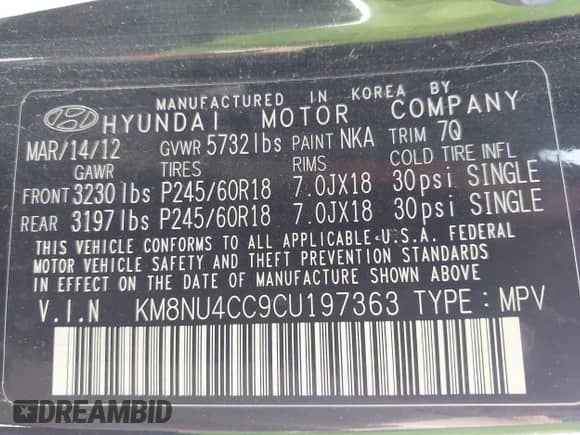 MANUFACTURED IN KOREA BY
HYUNDAI MOTOR COMPANY
MAR/14/12 GVWR 5732lbs PAINT NKA TRIM 7Q
GAWR TIRES RIMS COLD TIRE INFL
FRONT 3230 lbs P245/60R18 7.0JX18 30psi SINGLE
REAR 3197lbs P245/60R18 7.0JX18 30psi SINGLE
THIS VEHICLE CONFORMS TO ALL APPLICABLE U.S.A. FEDERAL
MOTOR VEHICLE SAFETY AND THEFT PREVENTION STANDARDS
IN EFFECT ON THE DATE OF MANUFACTURE SHOWN ABOVE
V.I.N KM8NU4CC9CU197363 TYPE : MPV
DREAMBID